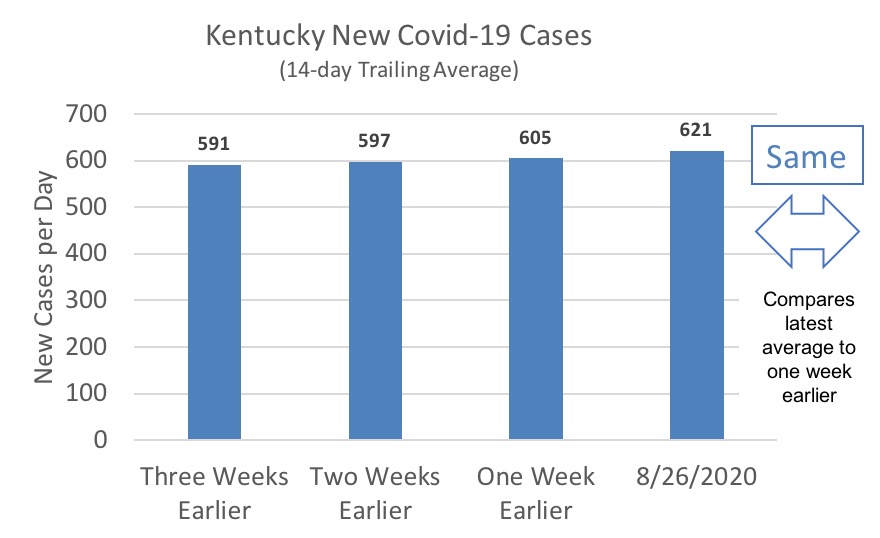 Kentucky New Covid-19 Cases
(14-day Trailing Average)
New Cases per Day
700
600
500
400
300
200
100
0
591
597
605
621
Three Weeks
Earlier
Two Weeks
Earlier
One Week
Earlier
8/26/2020
Same
Compares
latest
average to
one week
earlier